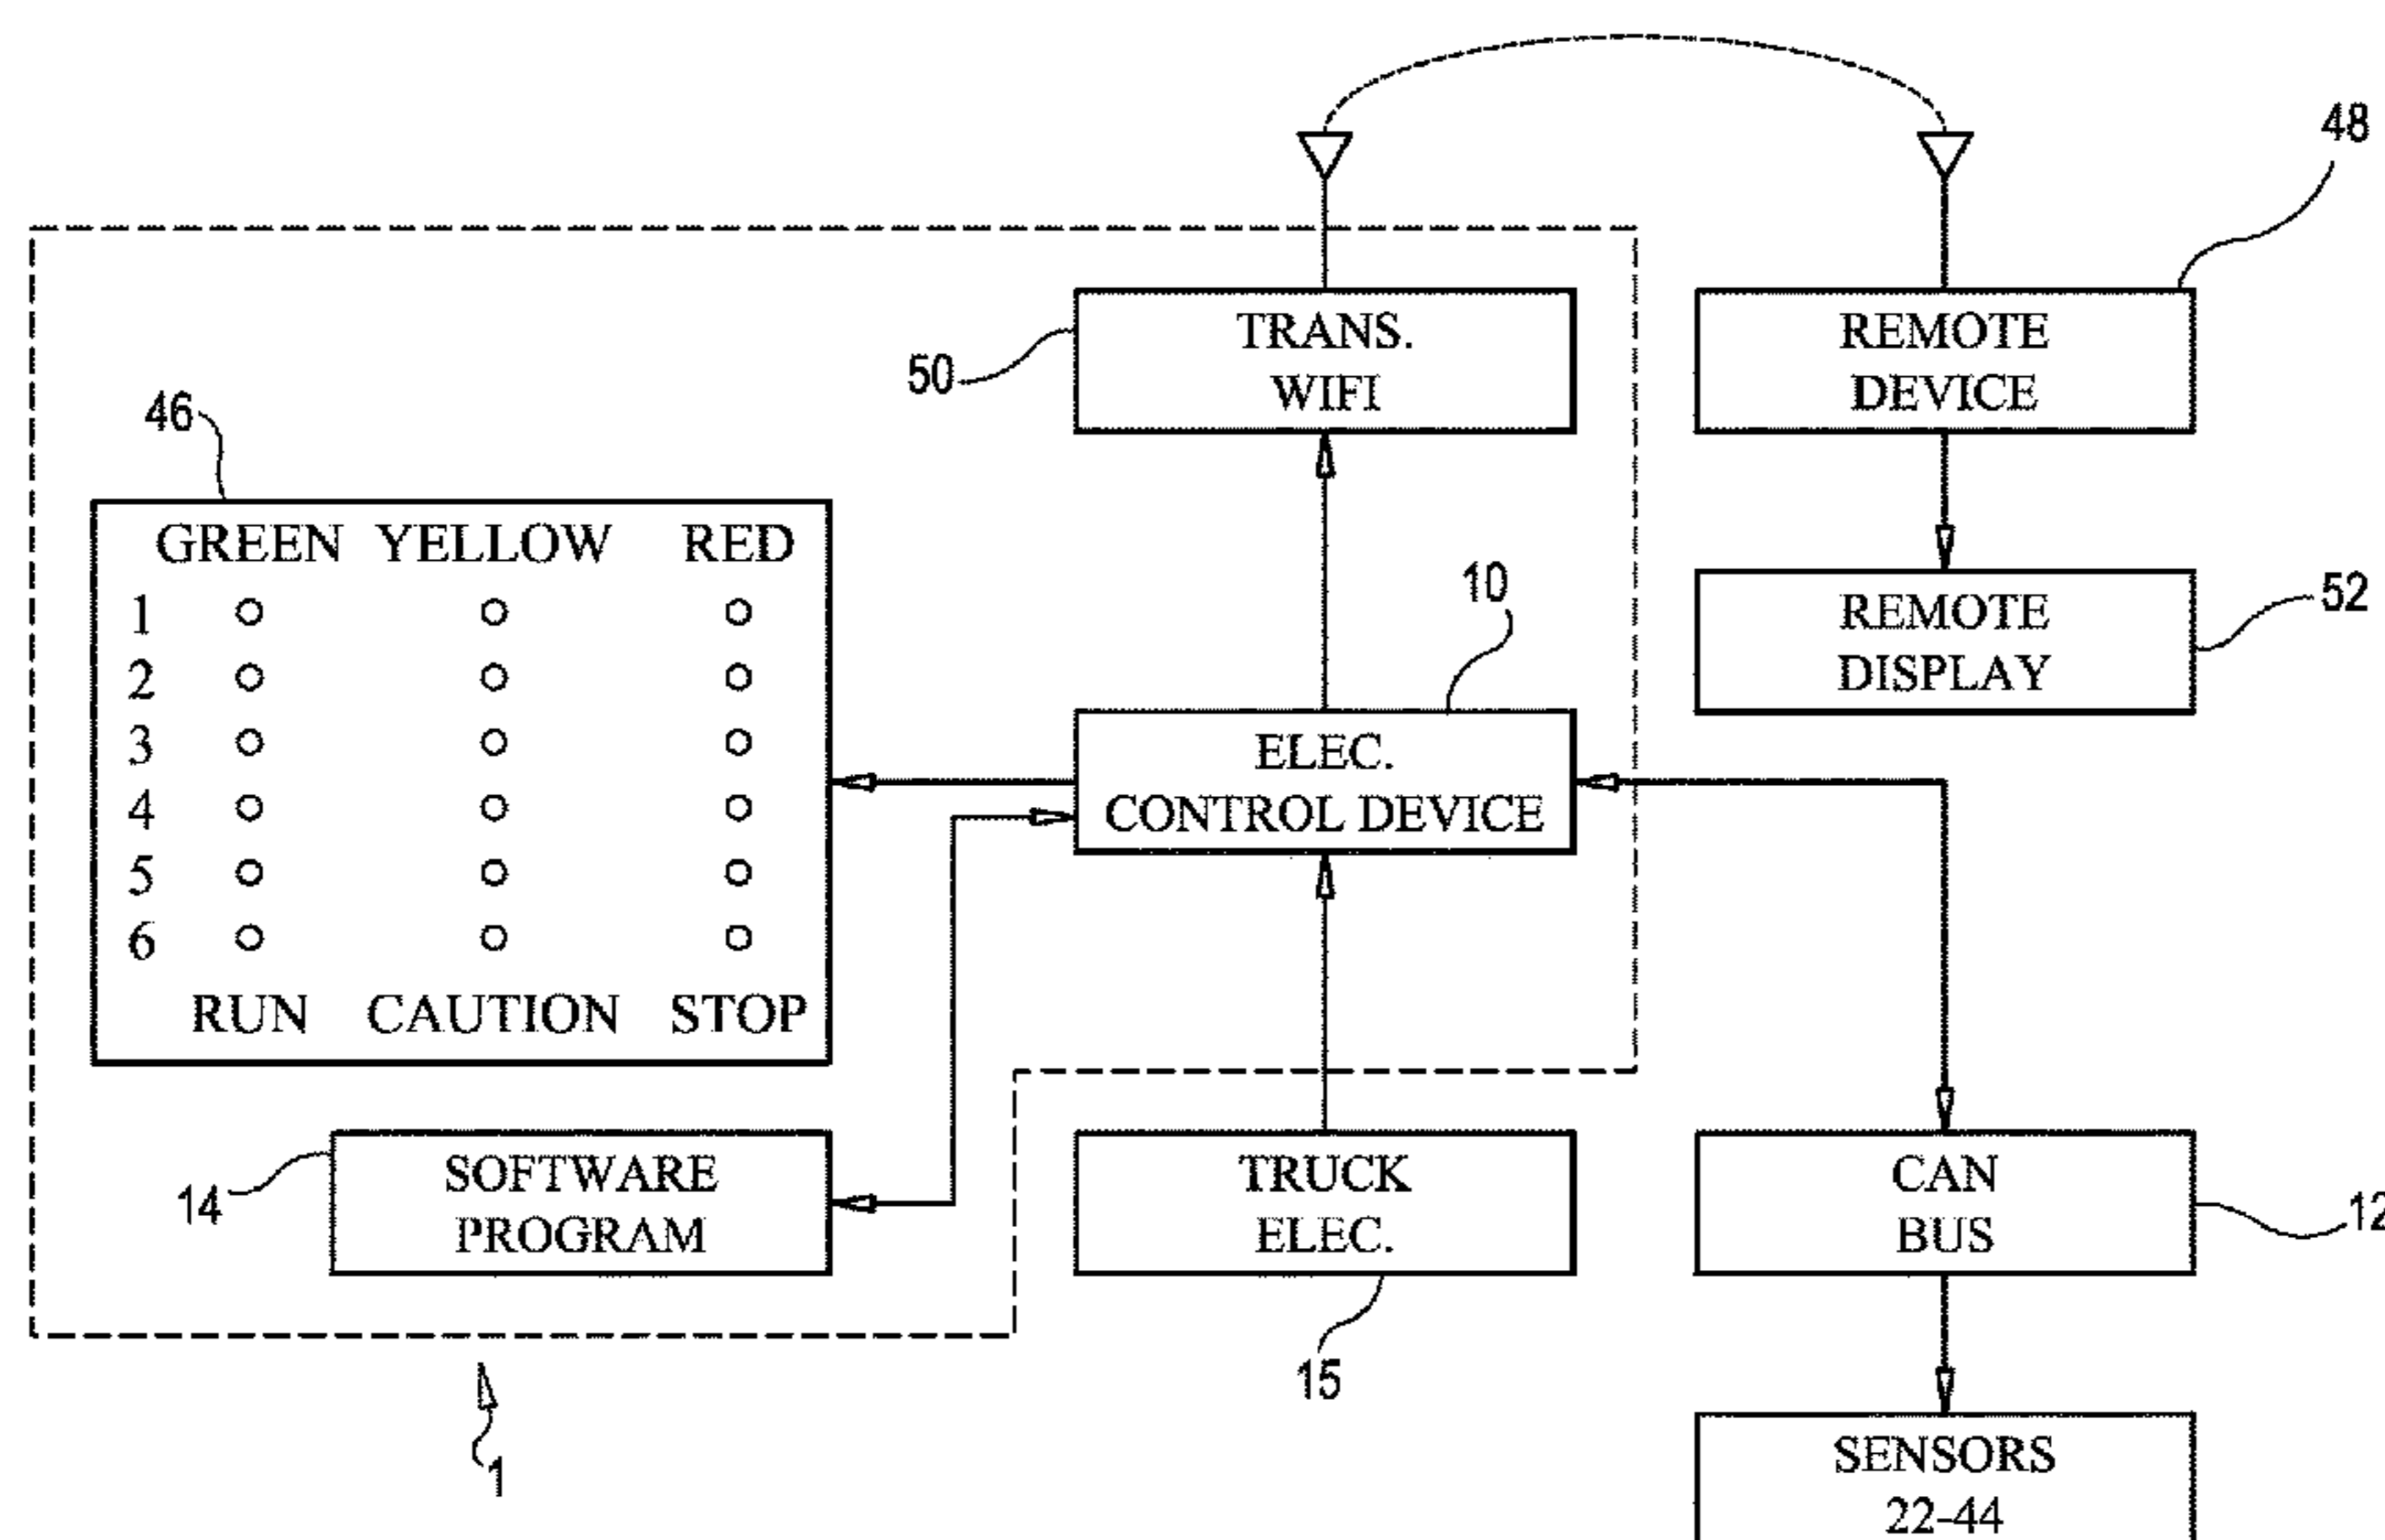 48
TRANS.
WIFI
50
REMOTE
DEVICE
46
GREEN YELLOW RED
1
2
3
4
5
6
RUN CAUTION STOP
10
ELEC.
CONTROL DEVICE
REMOTE
DISPLAY
52
14
SOFTWARE
PROGRAM
TRUCK
ELEC.
15
CAN
BUS
12
1
SENSORS
22-44